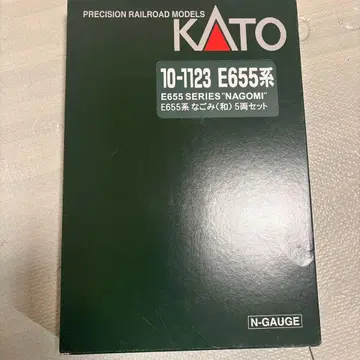 PRECISION RAILROAD MODELS
KATO
10-1123 E655系
E655 SERIES "NAGOMI"
E655系 なごみ(和) 5両セット
N-GAUGE